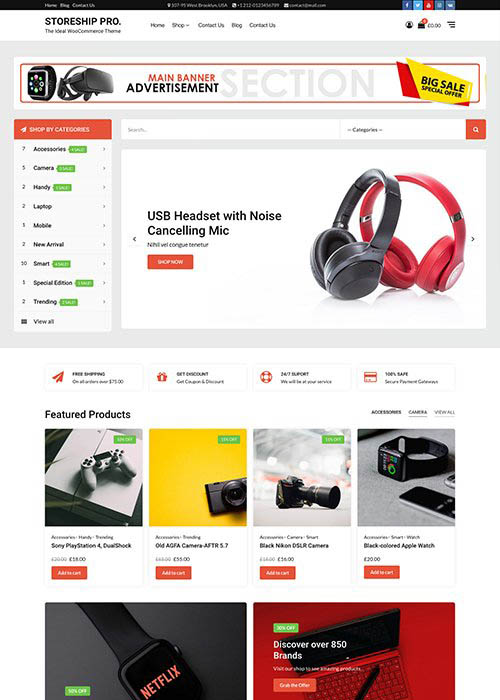 Home Blog Contact Us
107-95 West Brooklyn, USA +1 212-0123456789 contact@mail.com
STORESHIP PRO.
The Ideal WooCommerce Theme
Home Shop Contact Us Blog Contact Us
£0.00
MAIN BANNER
ADVERTISEMENT
SECTION
BIG SALE
SPECIAL OFFER
SHOP BY CATEGORIES
7 Accessories 4 SALE!
5 Camera 3 SALE!
2 Handy 1 SALE!
2 Laptop
1 Mobile
2 New Arrival
10 Smart 4 SALE!
1 Special Edition 1 SALE!
2 Trending 2 SALE!
View all
Search...
-- Categories --
USB Headset with Noise
Cancelling Mic
Nihil vel congue tenetur
SHOP NOW
FREE SHIPPING
On all orders over $75.00
GET DISCOUNT
Get Coupon & Discount
24/7 SUPORT
We will be at your service
100% SAFE
Secure Payment Gateways
Featured Products
ACCESSORIES CAMERA VIEW ALL
10% OFF
Accessories • Handy • Trending
Sony PlayStation 4, DualShock
£20.00 £18.00
Add to cart
15% OFF
Accessories • Trending
Old AGFA Camera-AFTR 5.7
£65.00 £55.00
Add to cart
Accessories • Camera • Smart
Black Nikon DSLR Camera
£18.00 £16.00
Add to cart
Accessories • Smart • Watch
Black-colored Apple Watch
£20.00
Add to cart
NETFLIX
50% OFF
30% OFF
Discover over 850
Brands
Visit our shop to see amazing products
Grab the Offer